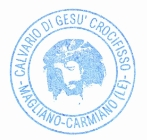 - CALVARIO DI GESU' CROCIFISSO -
MAGLIANO-CARMIANO (LE)